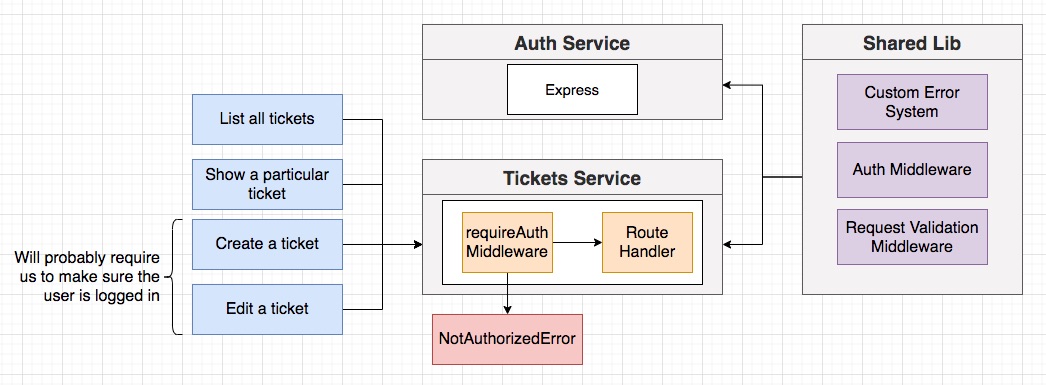 Auth Service
Express
Shared Lib
Custom Error
System
Auth Middleware
Request Validation
Middleware
List all tickets
Show a particular
ticket
Create a ticket
Edit a ticket
Will probably require
us to make sure the
user is logged in
Tickets Service
requireAuth
Middleware
Route
Handler
NotAuthorizedError